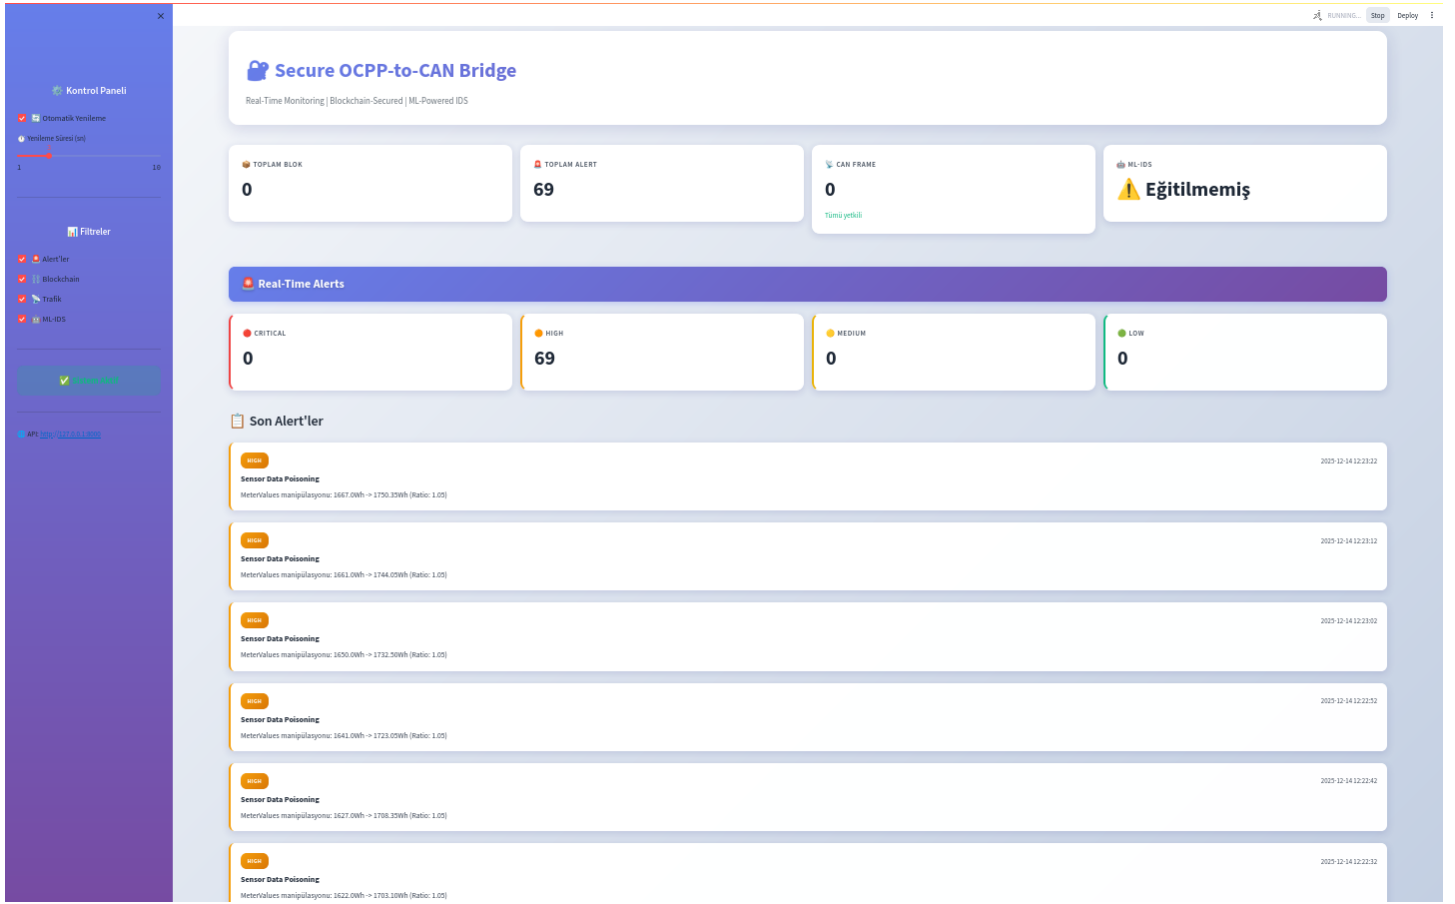 RUNNING...
Stop
Deploy
Kontrol Paneli
Otomatik Yenileme
Yenileme Süresi (sn)
1
10
Filtreler
Alert'ler
Blockchain
Trafik
ML-IDS
API:
Secure OCPP-to-CAN Bridge
Real-Time Monitoring | Blockchain-Secured | ML-Powered IDS
TOPLAM BLOK
0
TOPLAM ALERT
69
CAN FRAME
0
Tümü yetkili
ML-IDS
Eğitilmemiş
Real-Time Alerts
CRITICAL
0
HIGH
69
MEDIUM
0
LOW
0
Son Alert'ler
HIGH
2025-12-14 12:23:22
Sensor Data Poisoning
MeterValues manipülasyonu: 1667.0Wh -> 1750.35Wh (Ratio: 1.05)
HIGH
2025-12-14 12:23:12
Sensor Data Poisoning
MeterValues manipülasyonu: 1661.0Wh -> 1744.05Wh (Ratio: 1.05)
HIGH
2025-12-14 12:23:02
Sensor Data Poisoning
MeterValues manipülasyonu: 1650.0Wh -> 1732.50Wh (Ratio: 1.05)
HIGH
2025-12-14 12:22:52
Sensor Data Poisoning
MeterValues manipülasyonu: 1641.0Wh -> 1723.05Wh (Ratio: 1.05)
HIGH
2025-12-14 12:22:42
Sensor Data Poisoning
MeterValues manipülasyonu: 1627.0Wh -> 1708.35Wh (Ratio: 1.05)
HIGH
2025-12-14 12:22:32
Sensor Data Poisoning
MeterValues manipülasyonu: 1622.0Wh -> 1703.10Wh (Ratio: 1.05)